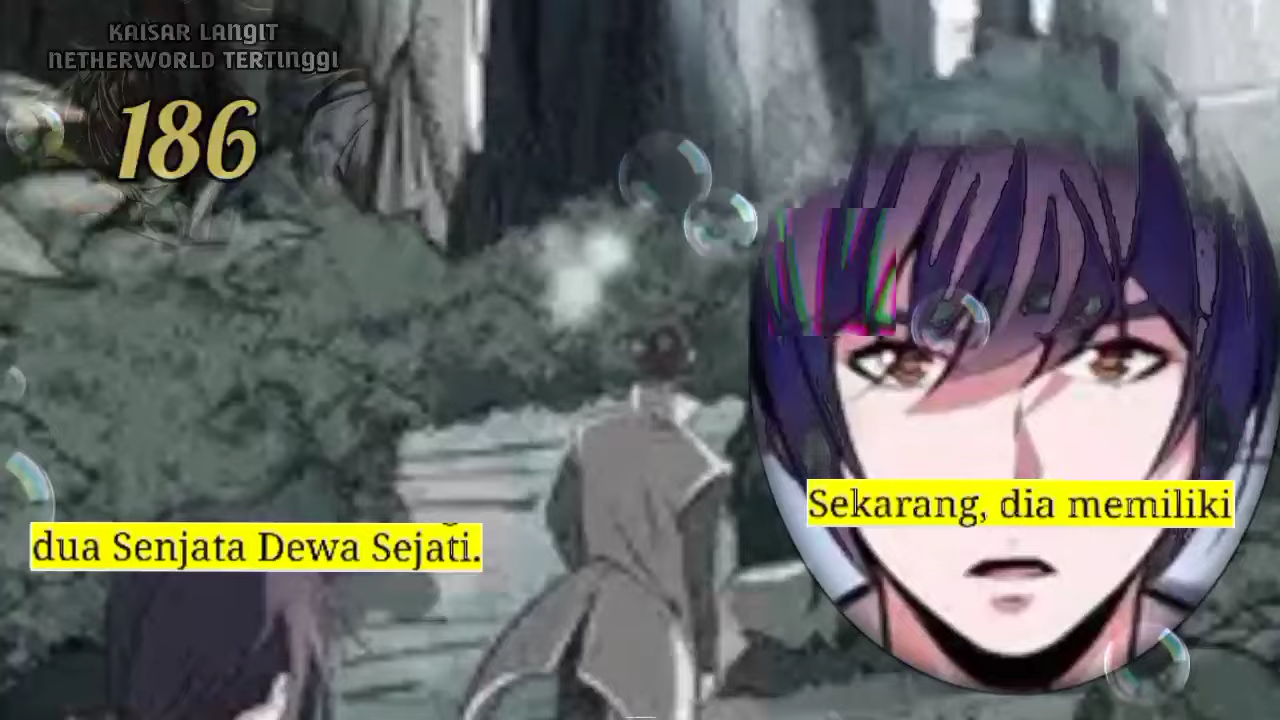 KAISAR LANGIT
NETHERWORLD TERTINGGI
186
Sekarang, dia memiliki
dua Senjata Dewa Sejati.